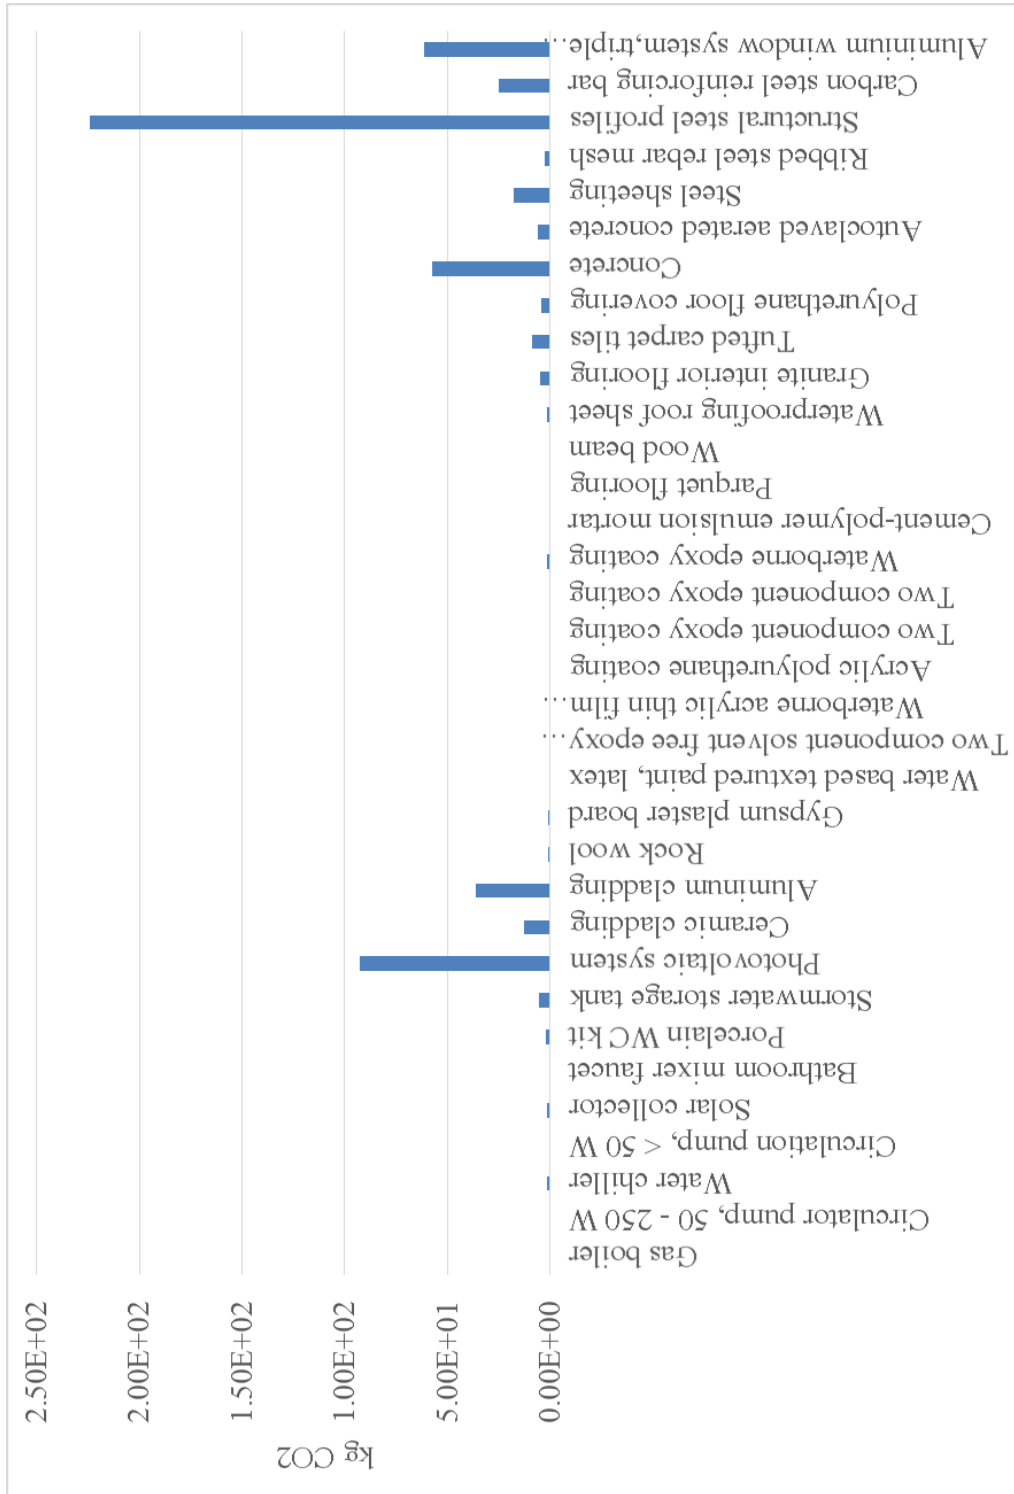 kg CO2
2.50E+02
2.00E+02
1.50E+02
1.00E+02
5.00E+01
0.00E+00
Gas boiler
Circulator pump, 50 - 250 W
Water chiller
Circulation pump, < 50 W
Solar collector
Bathroom mixer faucet
Porcelain WC kit
Stormwater storage tank
Photovoltaic system
Ceramic cladding
Aluminum cladding
Rock wool
Gypsum plaster board
Water based textured paint, latex
Two component solvent free epoxy…
Waterborne acrylic thin film…
Acrylic polyurethane coating
Two component epoxy coating
Two component epoxy coating
Waterborne epoxy coating
Cement-polymer emulsion mortar
Parquet flooring
Wood beam
Waterproofing roof sheet
Granite interior flooring
Tufted carpet tiles
Polyurethane floor covering
Concrete
Autoclaved aerated concrete
Steel sheeting
Ribbed steel rebar mesh
Structural steel profiles
Carbon steel reinforcing bar
Aluminium window system,triple…